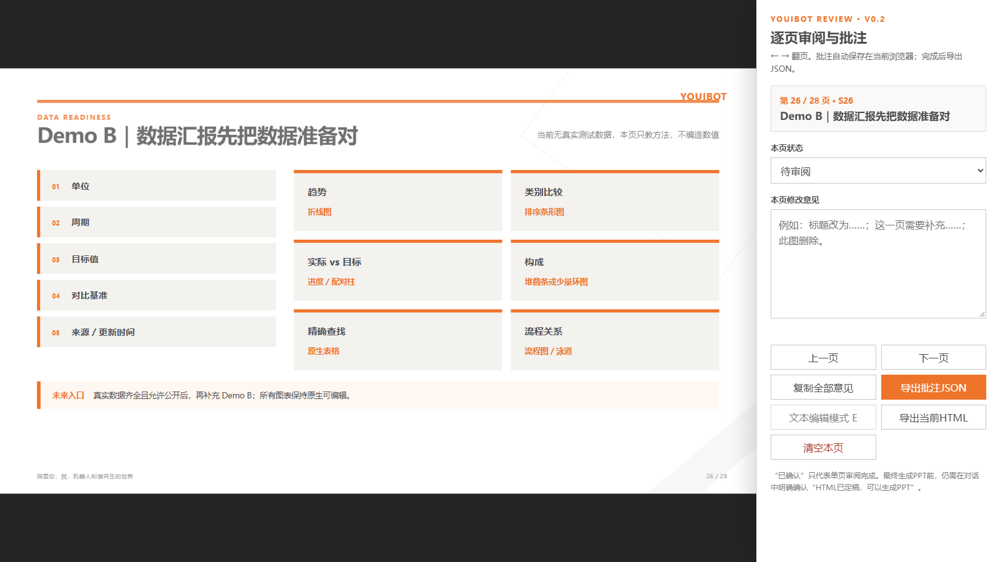 YOUIBOT
DATA READINESS
Demo B｜数据汇报先把数据准备对
当前无真实测试数据，本页只教方法，不编造数值
01 单位
02 周期
03 目标值
04 对比基准
05 来源 / 更新时间
趋势
折线图
类别比较
排序条形图
实际 vs 目标
进度 / 配对柱
构成
堆叠条或少量环图
精确查找
原生表格
流程关系
流程图 / 泳道
未来入口 真实数据齐全且允许公开后，再补充 Demo B；所有图表保持原生可编辑。
探索你、我、机器人和谐共生的世界
26 / 28
YOUIBOT REVIEW • V0.2
逐页审阅与批注
← → 翻页。批注自动保存在当前浏览器；完成后导出
JSON。
第 26 / 28 页 • S26
Demo B｜数据汇报先把数据准备对
本页状态
待审阅
本页修改意见
例如：标题改为……；这一页需要补充……；
此图删除。
上一页
下一页
复制全部意见
导出批注JSON
文本编辑模式 E
导出当前HTML
清空本页
“已确认”只代表单页审阅完成。最终生成PPT前，仍需在对话
中明确确认“HTML已定稿，可以生成PPT”。